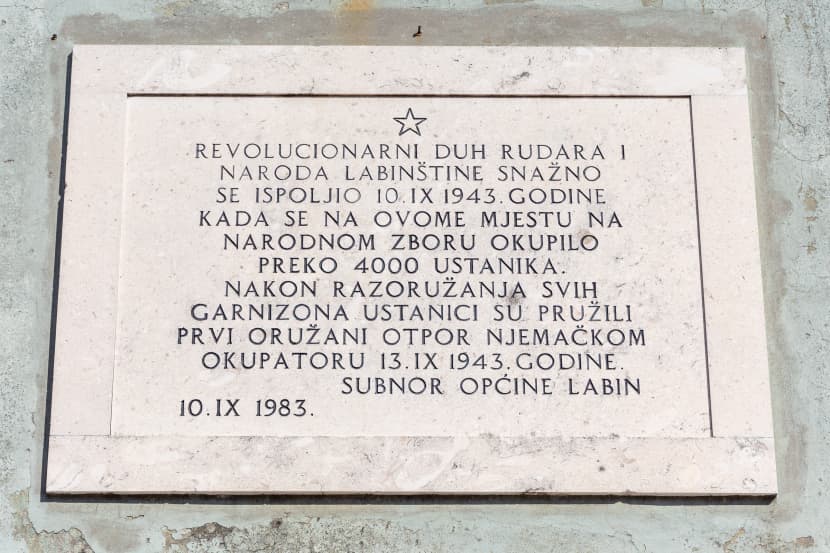 REVOLUCIONARNI DUH RUDARA I
NARODA LABINŠTINE SNAŽNO
SE ISPOLJIO 10.IX 1943.GODINE
KADA SE NA OVOME MJESTU NA
NARODNOM ZBORU OKUPILO
PREKO 4000 USTANIKA.
NAKON RAZORUŽANJA SVIH
GARNIZONA USTANICI SU PRUŽILI
PRVI ORUŽANI OTPOR NJEMAČKOM
OKUPATORU 13.IX 1943.GODINE.
SUBNOR OPĆINE LABIN
10.IX 1983.